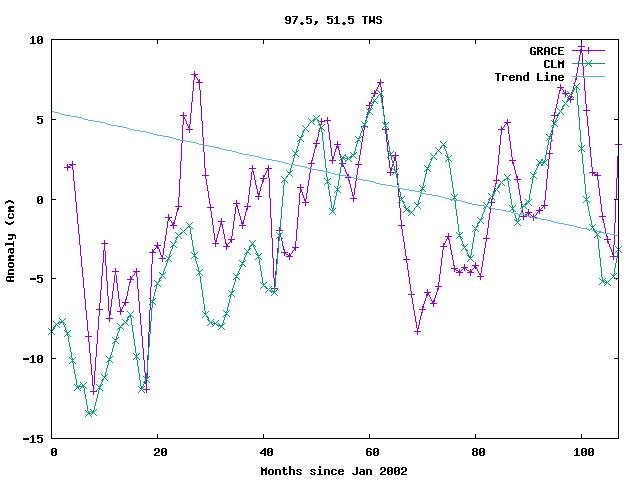 97.5, 51.5 TWS
GRACE
CLM
Trend Line
10
5
0
-5
-10
-15
Anomaly (cm)
0 20 40 60 80 100
Months since Jan 2002